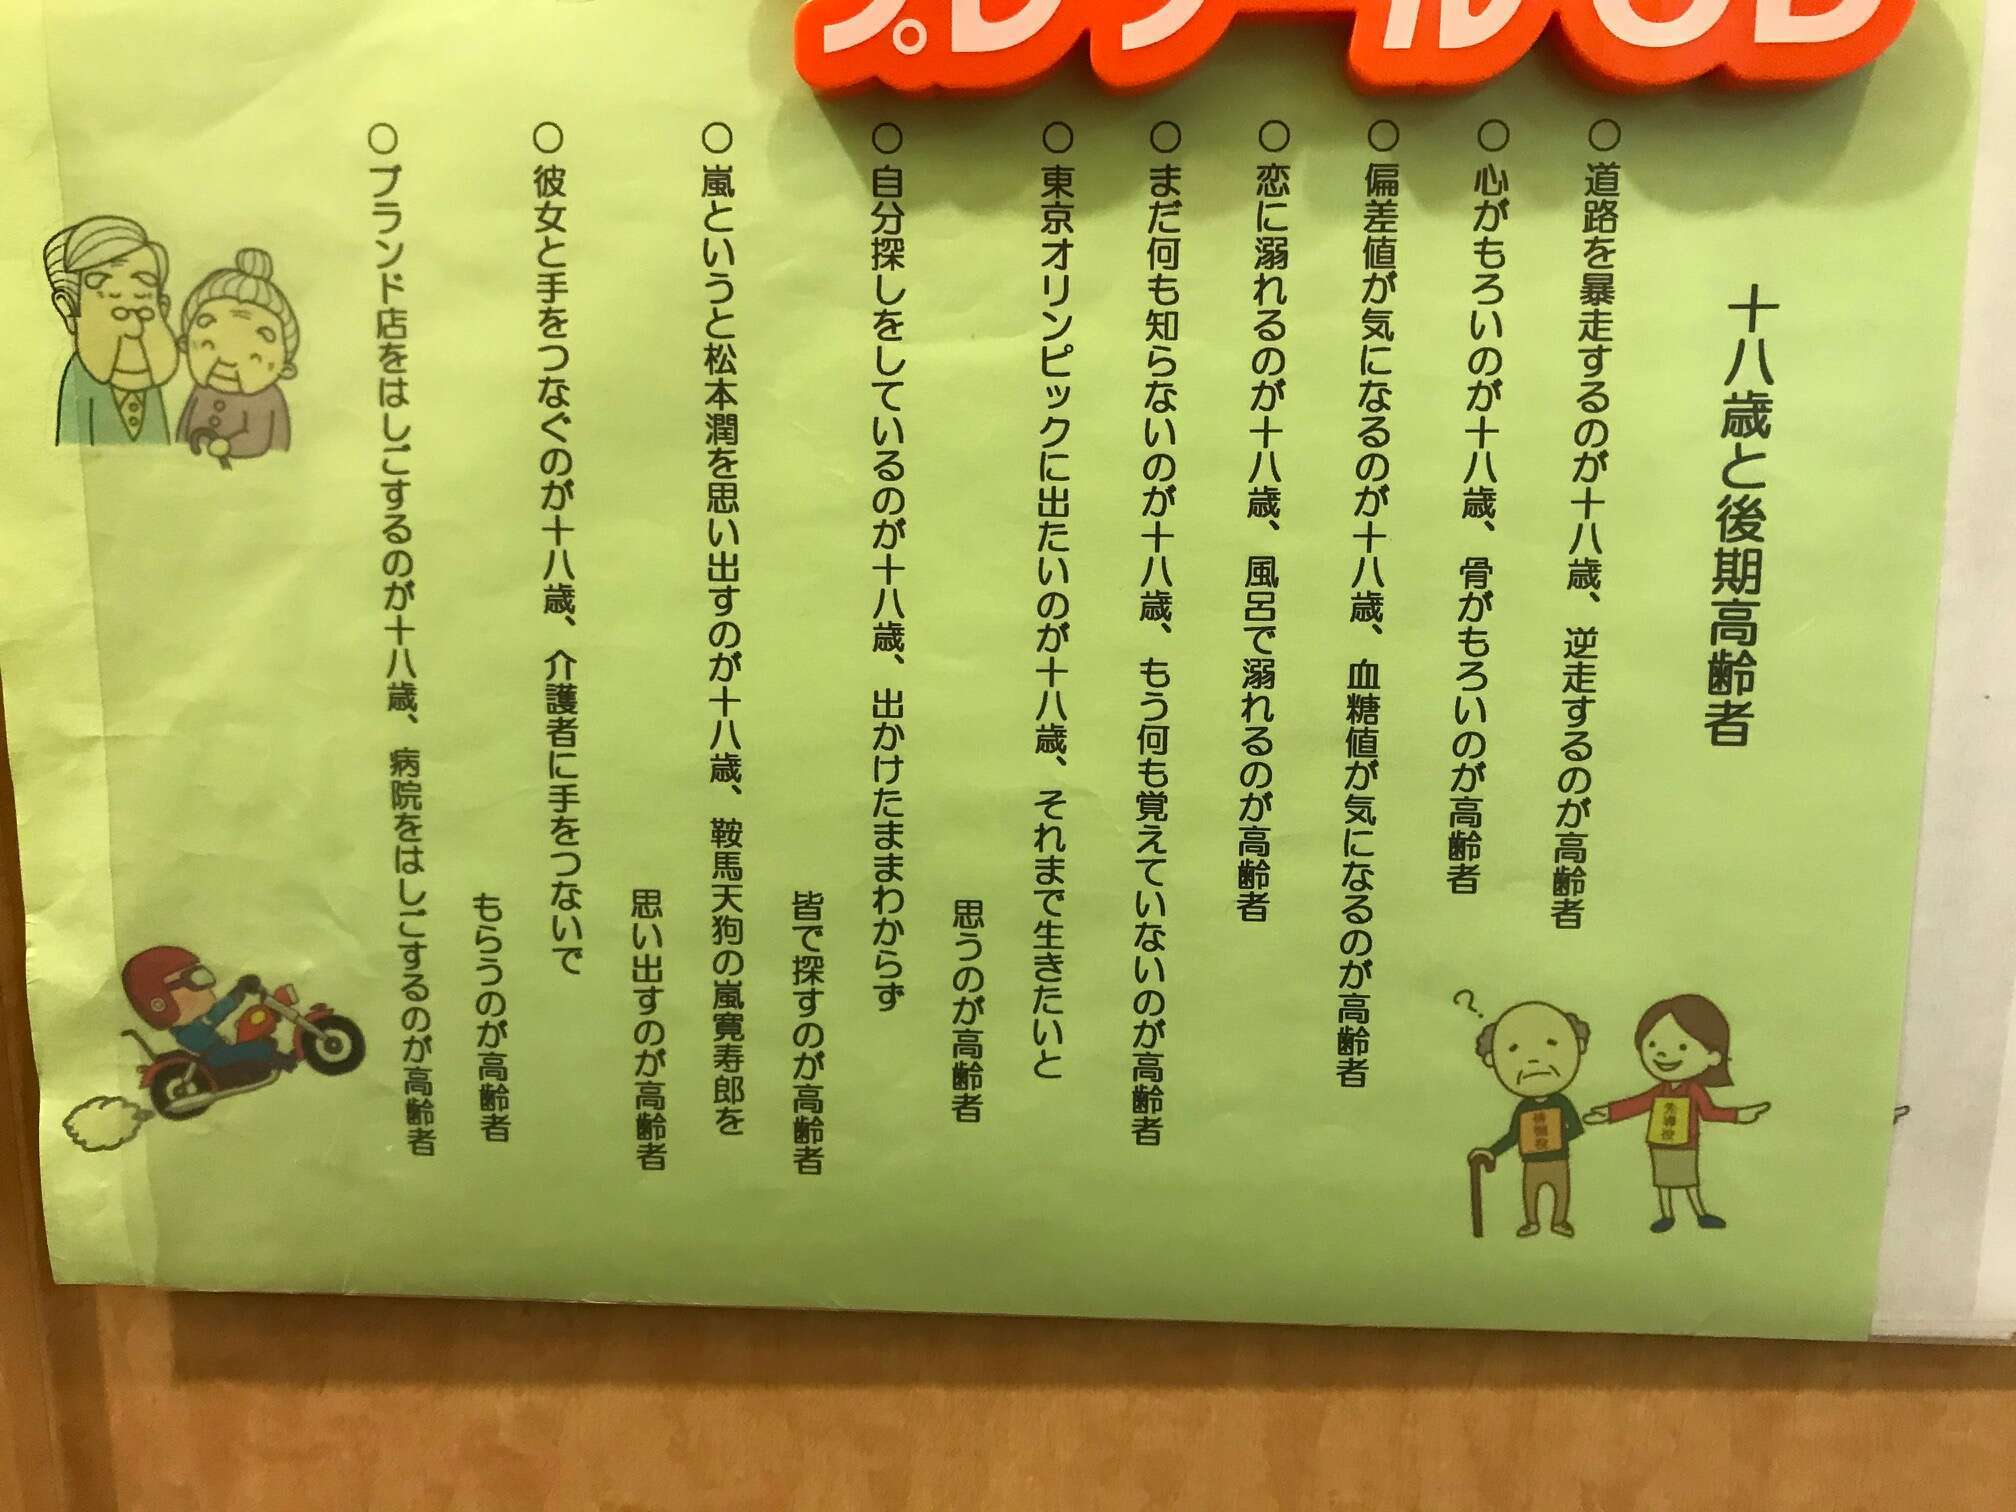 十八歳と後期高齢者
○道路を暴走するのが十八歳、逆走するのが高齢者
○心がもろいのが十八歳、骨がもろいのが高齢者
○偏差値が気になるのが十八歳、血糖値が気になるのが高齢者
○恋に溺れるのが十八歳、風呂で溺れるのが高齢者
○まだ何も知らないのが十八歳、もう何も覚えていないのが高齢者
○東京オリンピックに出たいのが十八歳、それまで生きたいと
思うのが高齢者
○自分探しをしているのが十八歳、出かけたままわからず
皆で探すのが高齢者
○嵐というと松本潤を思い出すのが十八歳、鞍馬天狗の嵐寛寿郎を
思い出すのが高齢者
○彼女と手をつなぐのが十八歳、介護者に手をつないで
もらうのが高齢者
○ブランド店をはしごするのが十八歳、病院をはしごするのが高齢者
先導役
徘徊役